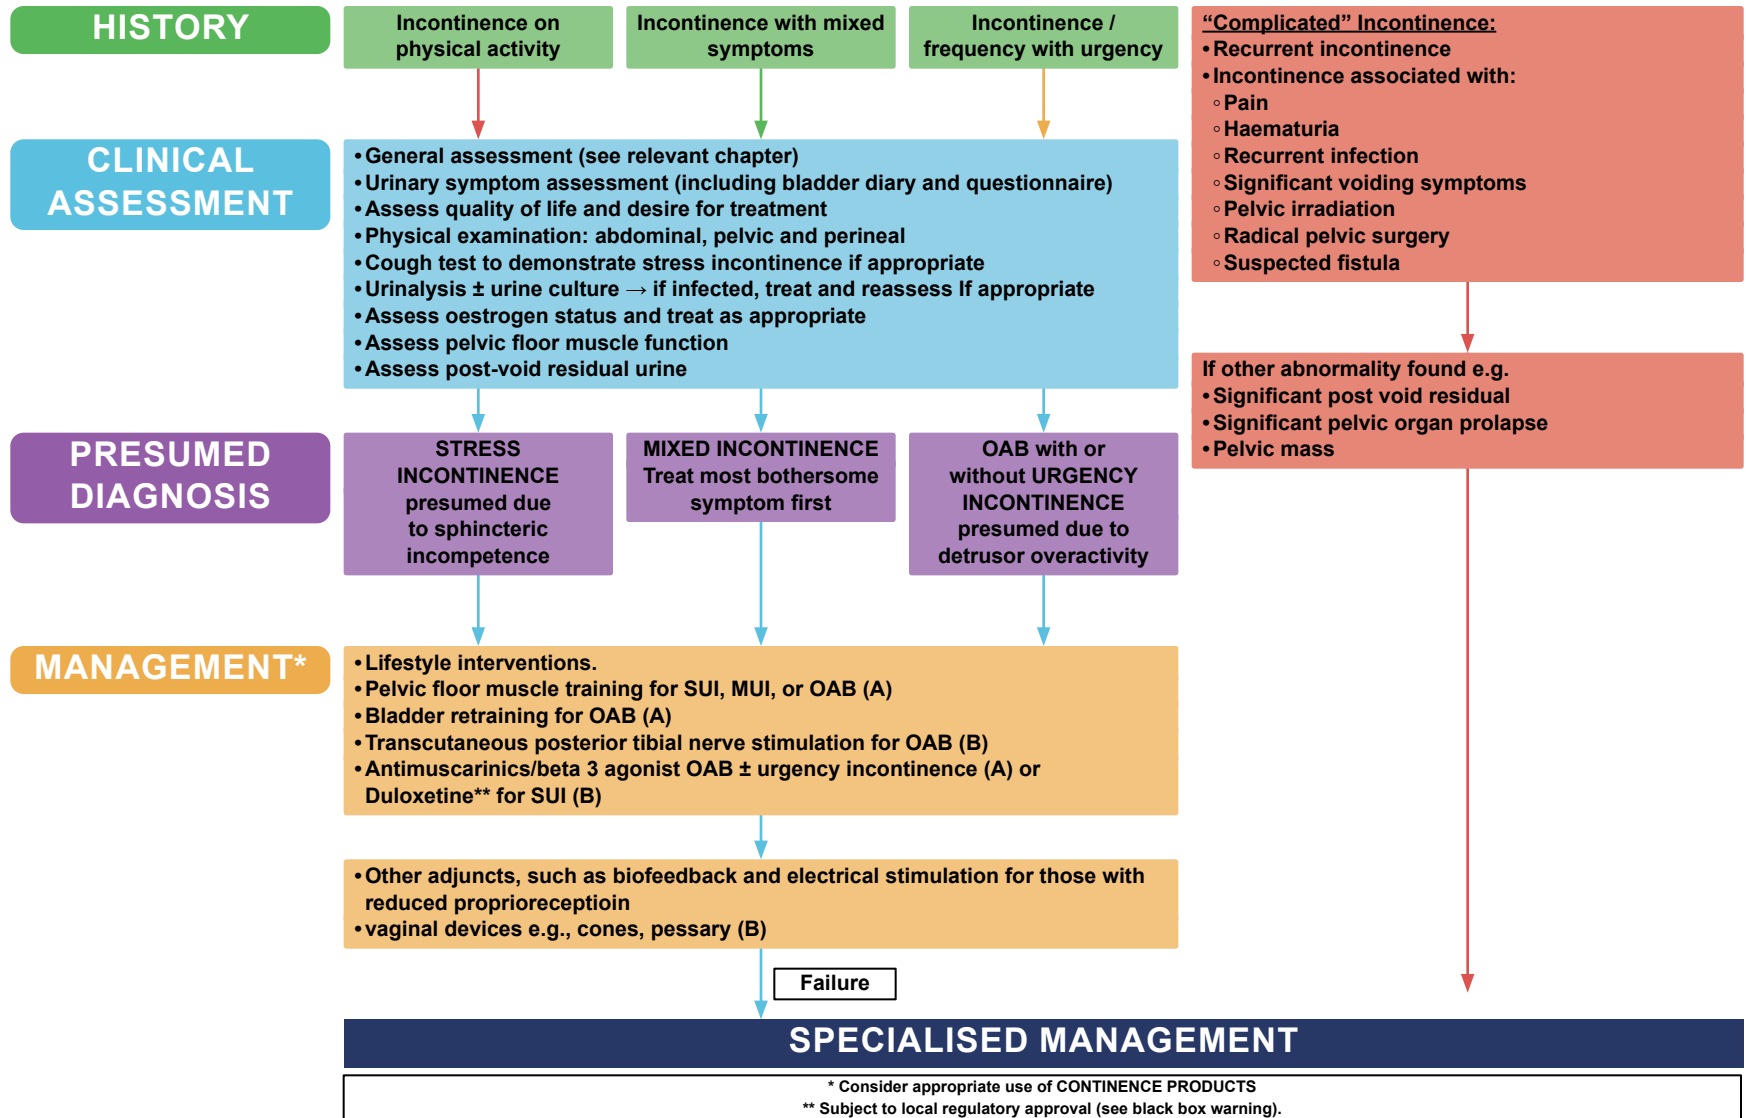 HISTORY
Incontinence on
physical activity
Incontinence with mixed
symptoms
Incontinence /
frequency with urgency
“Complicated” Incontinence:
• Recurrent incontinence
• Incontinence associated with:
◦ Pain
◦ Haematuria
◦ Recurrent infection
◦ Significant voiding symptoms
◦ Pelvic irradiation
◦ Radical pelvic surgery
◦ Suspected fistula
CLINICAL
ASSESSMENT
• General assessment (see relevant chapter)
• Urinary symptom assessment (including bladder diary and questionnaire)
• Assess quality of life and desire for treatment
• Physical examination: abdominal, pelvic and perineal
• Cough test to demonstrate stress incontinence if appropriate
• Urinalysis ± urine culture → if infected, treat and reassess If appropriate
• Assess oestrogen status and treat as appropriate
• Assess pelvic floor muscle function
• Assess post-void residual urine
If other abnormality found e.g.
• Significant post void residual
• Significant pelvic organ prolapse
• Pelvic mass
PRESUMED
DIAGNOSIS
STRESS
INCONTINENCE
presumed due
to sphincteric
incompetence
MIXED INCONTINENCE
Treat most bothersome
symptom first
OAB with or
without URGENCY
INCONTINENCE
presumed due to
detrusor overactivity
MANAGEMENT*
• Lifestyle interventions.
• Pelvic floor muscle training for SUI, MUI, or OAB (A)
• Bladder retraining for OAB (A)
• Transcutaneous posterior tibial nerve stimulation for OAB (B)
• Antimuscarinics/beta 3 agonist OAB ± urgency incontinence (A) or
Duloxetine** for SUI (B)
• Other adjuncts, such as biofeedback and electrical stimulation for those with
reduced proprioreceptioin
• vaginal devices e.g., cones, pessary (B)
Failure
SPECIALISED MANAGEMENT
* Consider appropriate use of CONTINENCE PRODUCTS
** Subject to local regulatory approval (see black box warning).